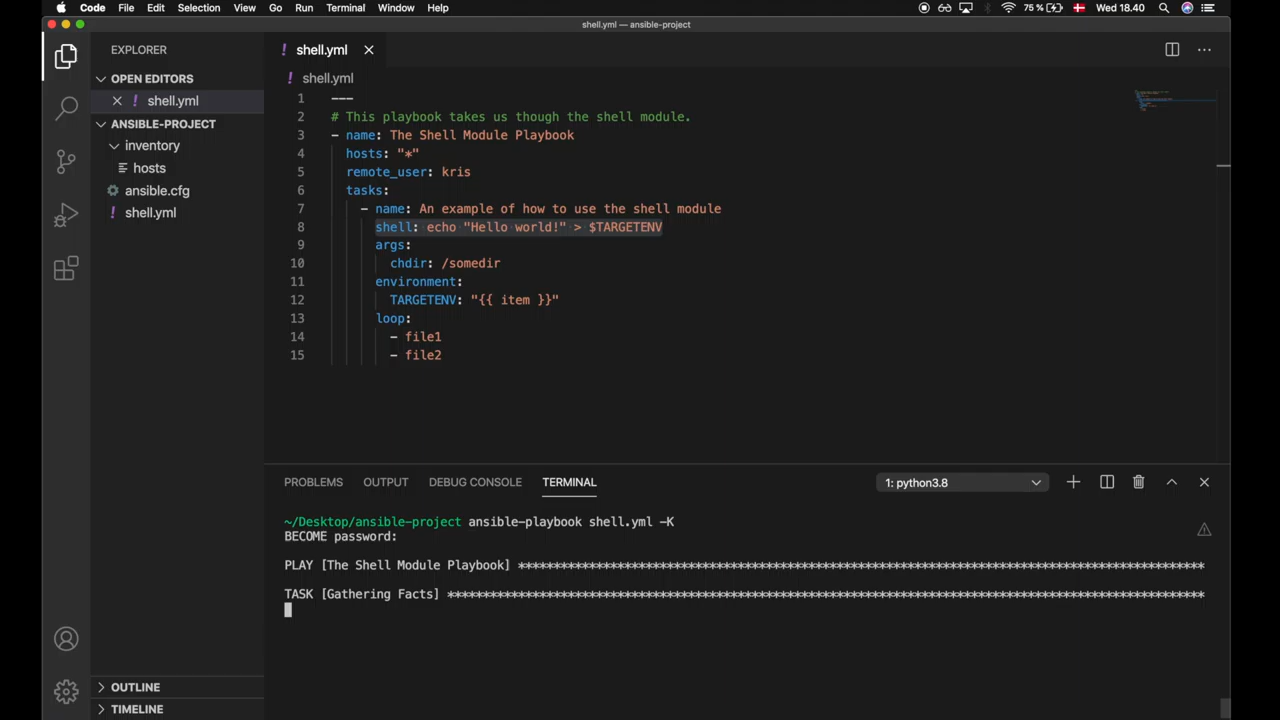 Code File Edit Selection View Go Run Terminal Window Help 75 % Wed 18.40
shell.yml — ansible-project
EXPLORER
OPEN EDITORS
shell.yml
ANSIBLE-PROJECT
inventory
hosts
ansible.cfg
shell.yml
OUTLINE
TIMELINE
! shell.yml
! shell.yml
1 ---
2 # This playbook takes us though the shell module.
3 - name: The Shell Module Playbook
4 hosts: "*"
5 remote_user: kris
6 tasks:
7 - name: An example of how to use the shell module
8 shell: echo "Hello world!" > $TARGETENV
9 args:
10 chdir: /somedir
11 environment:
12 TARGETENV: "{{ item }}"
13 loop:
14 - file1
15 - file2
PROBLEMS OUTPUT DEBUG CONSOLE TERMINAL 1: python3.8
~/Desktop/ansible-project ansible-playbook shell.yml -K
BECOME password:
PLAY [The Shell Module Playbook] ***********************************************************************************************
TASK [Gathering Facts] *********************************************************************************************************